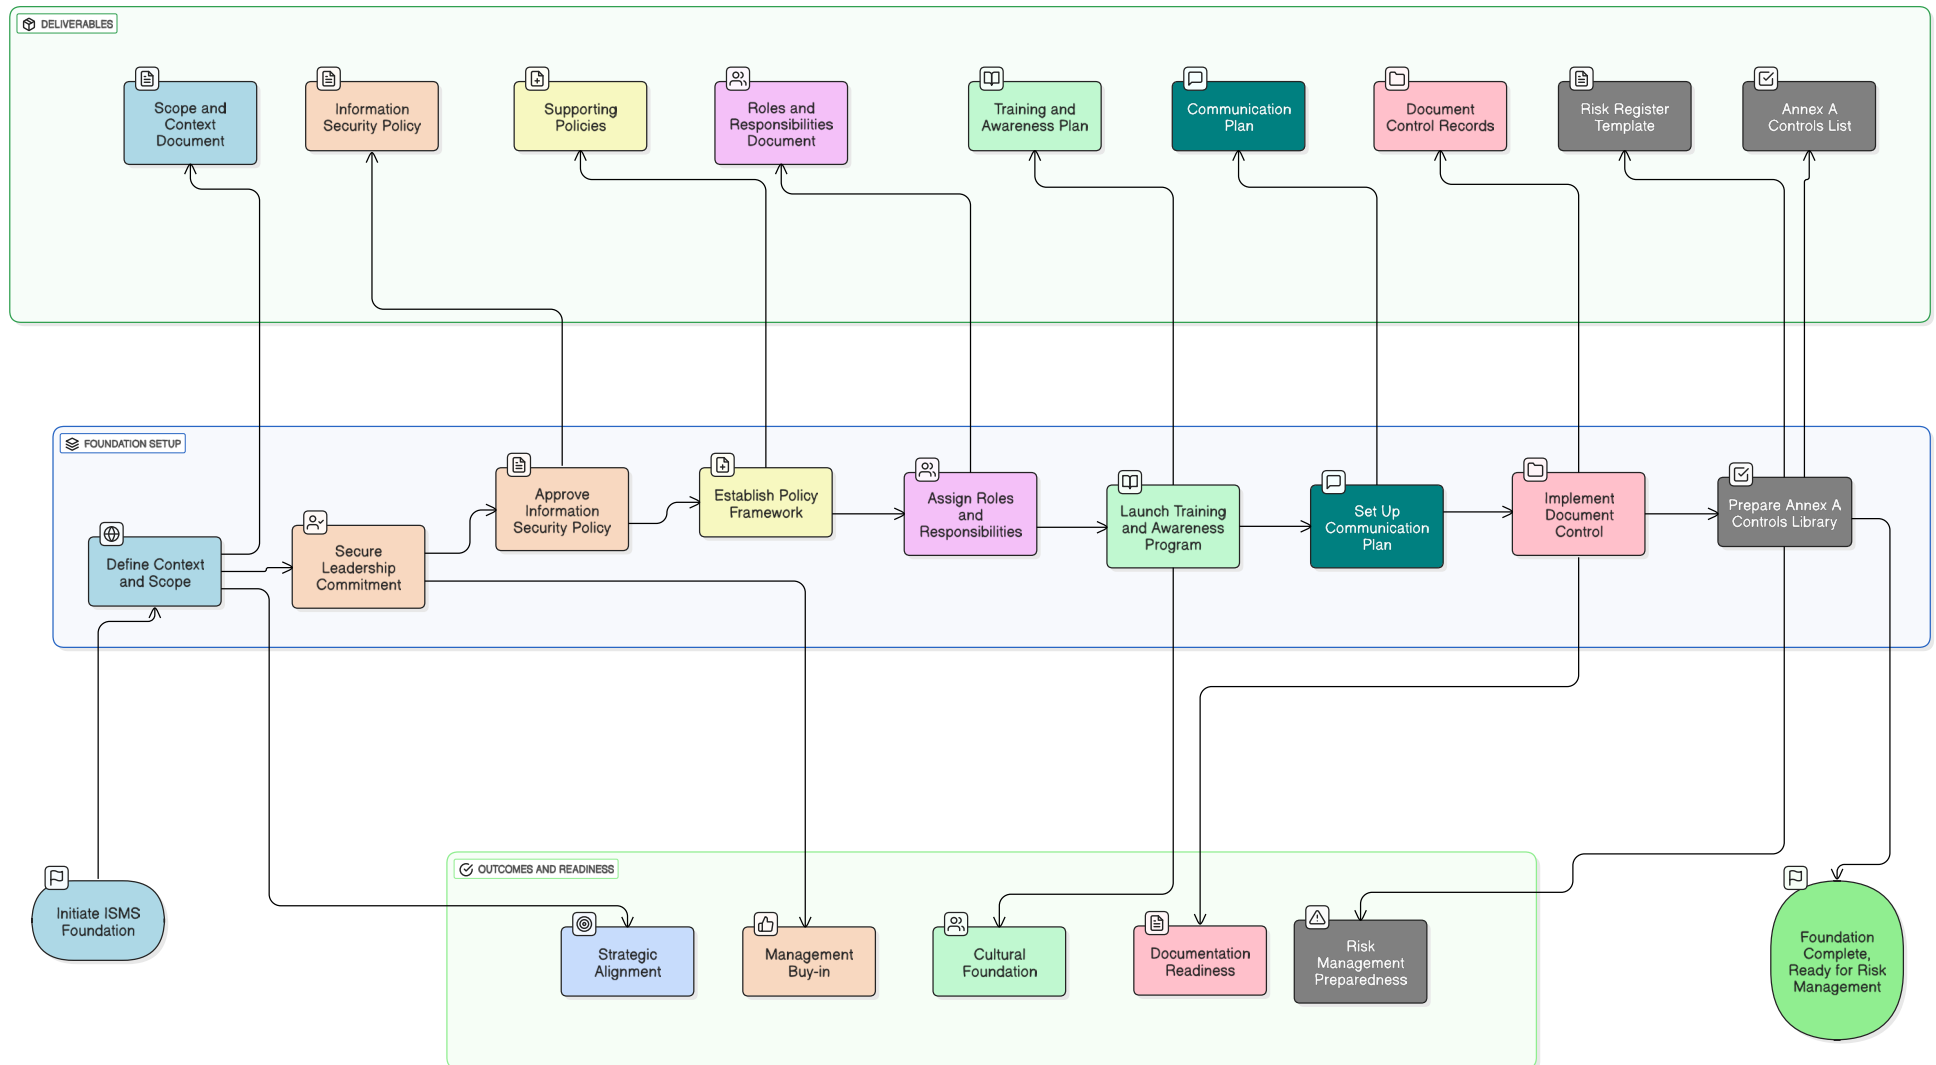 DELIVERABLES
Scope and
Context
Document
Information
Security Policy
Supporting
Policies
Roles and
Responsibilities
Document
Training and
Awareness Plan
Communication
Plan
Document
Control Records
Risk Register
Template
Annex A
Controls List
FOUNDATION SETUP
Define Context
and Scope
Secure
Leadership
Commitment
Approve
Information
Security Policy
Establish Policy
Framework
Assign Roles
and
Responsibilities
Launch Training
and Awareness
Program
Set Up
Communication
Plan
Implement
Document
Control
Prepare Annex A
Controls Library
Initiate ISMS
Foundation
OUTCOMES AND READINESS
Strategic
Alignment
Management
Buy-in
Cultural
Foundation
Documentation
Readiness
Risk
Management
Preparedness
Foundation
Complete,
Ready for Risk
Management